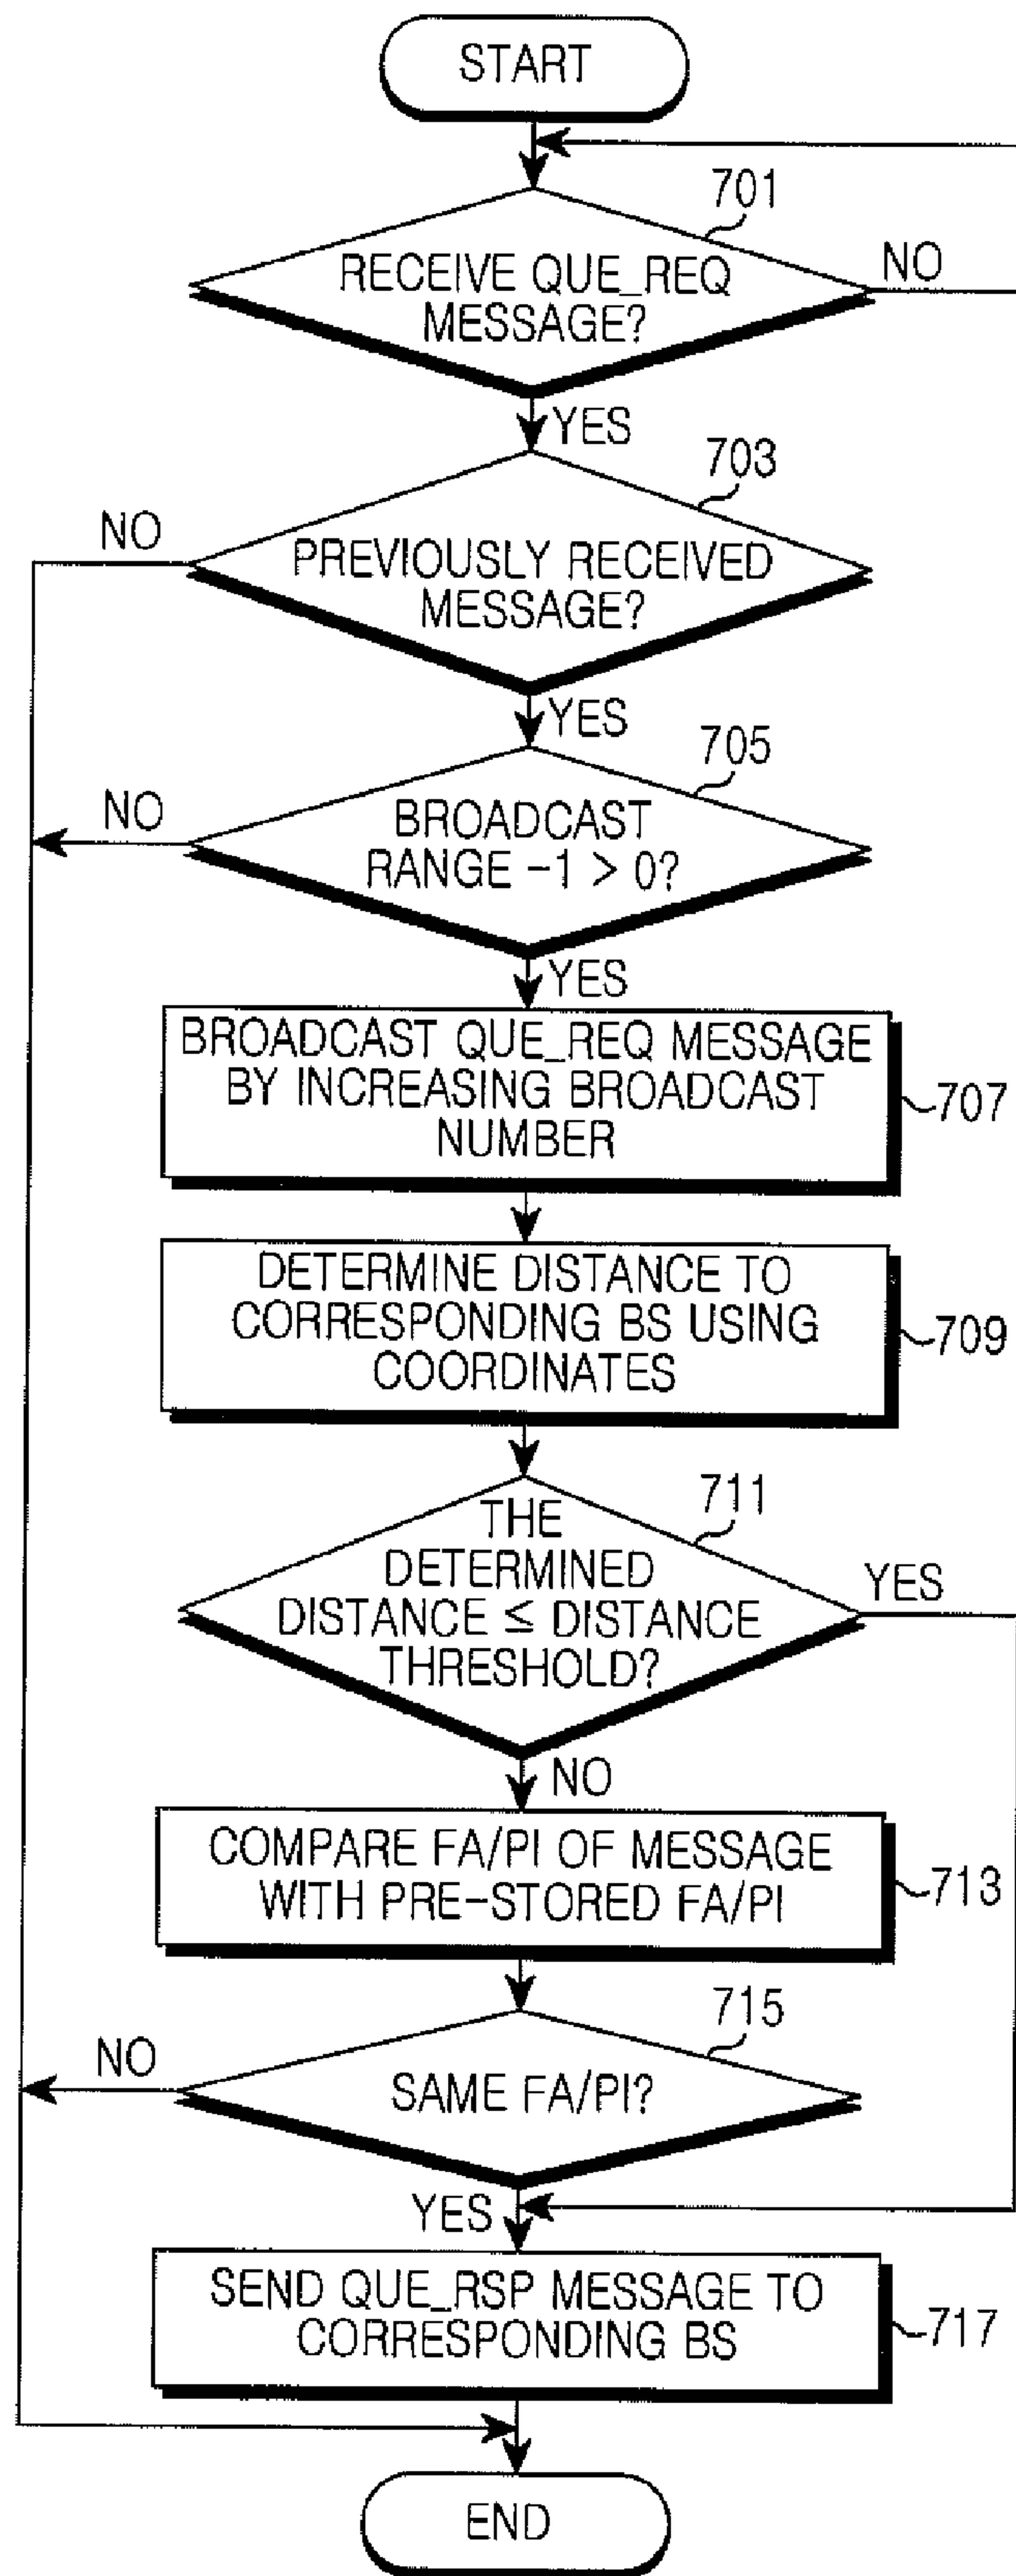 START
701
RECEIVE QUE_REQ
MESSAGE?
NO
YES
703
NO
PREVIOUSLY RECEIVED
MESSAGE?
YES
705
NO
BROADCAST
RANGE -1 > 0?
YES
BROADCAST QUE_REQ MESSAGE
BY INCREASING BROADCAST
NUMBER
707
DETERMINE DISTANCE TO
CORRESPONDING BS USING
COORDINATES
709
711
THE
DETERMINED
DISTANCE ≤ DISTANCE
THRESHOLD?
YES
NO
COMPARE FA/PI OF MESSAGE
WITH PRE-STORED FA/PI
713
715
NO
SAME FA/PI?
YES
SEND QUE_RSP MESSAGE TO
CORRESPONDING BS
717
END